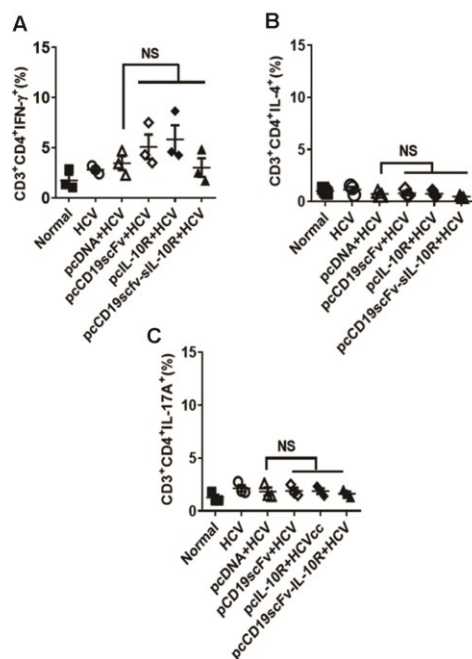 A
CD3+CD4+IFN-γ+(%)
15
10
5
0
NS
Normal
HCV
pcDNA+HCV
pcCD19scFv+HCV
pcIL-10R+HCV
pcCD19scfv-sIL-10R+HCV
B
CD3+CD4+IL-4+(%)
15
10
5
0
NS
Normal
HCV
pcDNA+HCV
pcCD19scFv+HCV
pcIL-10R+HCV
pcCD19scFv-sIL-10R+HCV
C
CD3+CD4+IL-17A+(%)
15
10
5
0
NS
Normal
HCV
pcDNA+HCV
pCD19scFv+HCV
pcIL-10R+HCVcc
pcCD19scFv-IL-10R+HCV